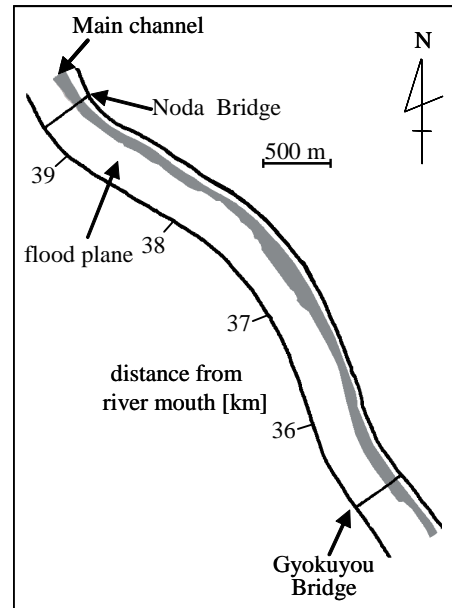 Main channel
N
Noda Bridge
500 m
39
flood plane
38
37
distance from
river mouth [km]
36
Gyokuyou
Bridge